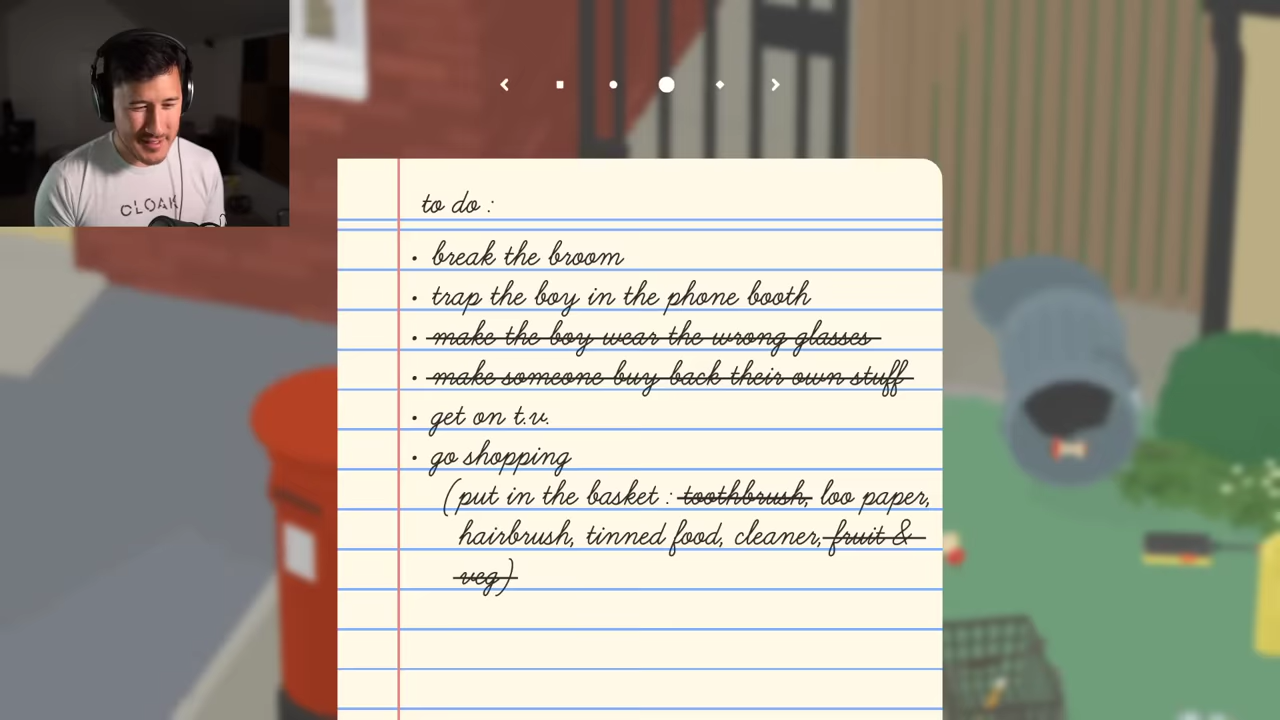 CLOAK
to do :
• break the broom
• trap the boy in the phone booth
• make the boy wear the wrong glasses
• make someone buy back their own stuff
• get on t.v.
• go shopping
(put in the basket : toothbrush, loo paper,
hairbrush, tinned food, cleaner, fruit &
veg)